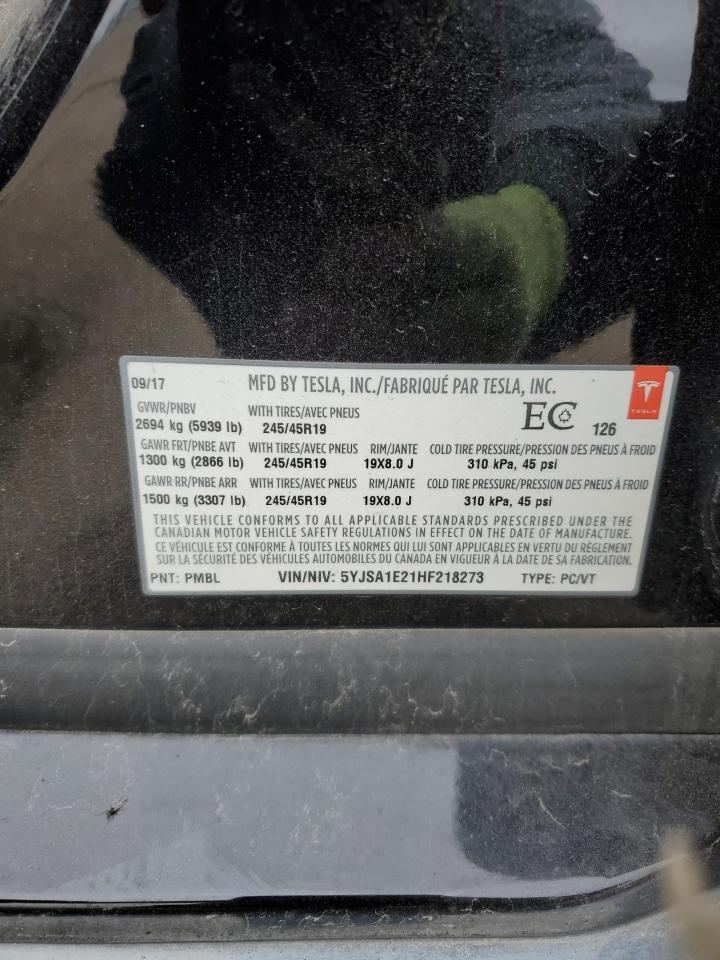 09/17 MFD BY TESLA, INC./FABRIQUÉ PAR TESLA, INC.
TESLA
GVWR/PNBV WITH TIRES/AVEC PNEUS
2694 kg (5939 lb) 245/45R19
EC 126
GAWR FRT/PNBE AVT WITH TIRES/AVEC PNEUS RIM/JANTE COLD TIRE PRESSURE/PRESSION DES PNEUS À FROID
1300 kg (2866 lb) 245/45R19 19X8.0 J 310 kPa, 45 psi
GAWR RR/PNBE ARR WITH TIRES/AVEC PNEUS RIM/JANTE COLD TIRE PRESSURE/PRESSION DES PNEUS À FROID
1500 kg (3307 lb) 245/45R19 19X8.0 J 310 kPa, 45 psi
THIS VEHICLE CONFORMS TO ALL APPLICABLE STANDARDS PRESCRIBED UNDER THE
CANADIAN MOTOR VEHICLE SAFETY REGULATIONS IN EFFECT ON THE DATE OF MANUFACTURE.
CE VÉHICULE EST CONFORME À TOUTES LES NORMES QUI LUI SONT APPLICABLES EN VERTU DU RÈGLEMENT
SUR LA SÉCURITÉ DES VÉHICULES AUTOMOBILES DU CANADA EN VIGUEUR À LA DATE DE SA FABRICATION.
PNT: PMBL VIN/NIV: 5YJSA1E21HF218273 TYPE: PC/VT